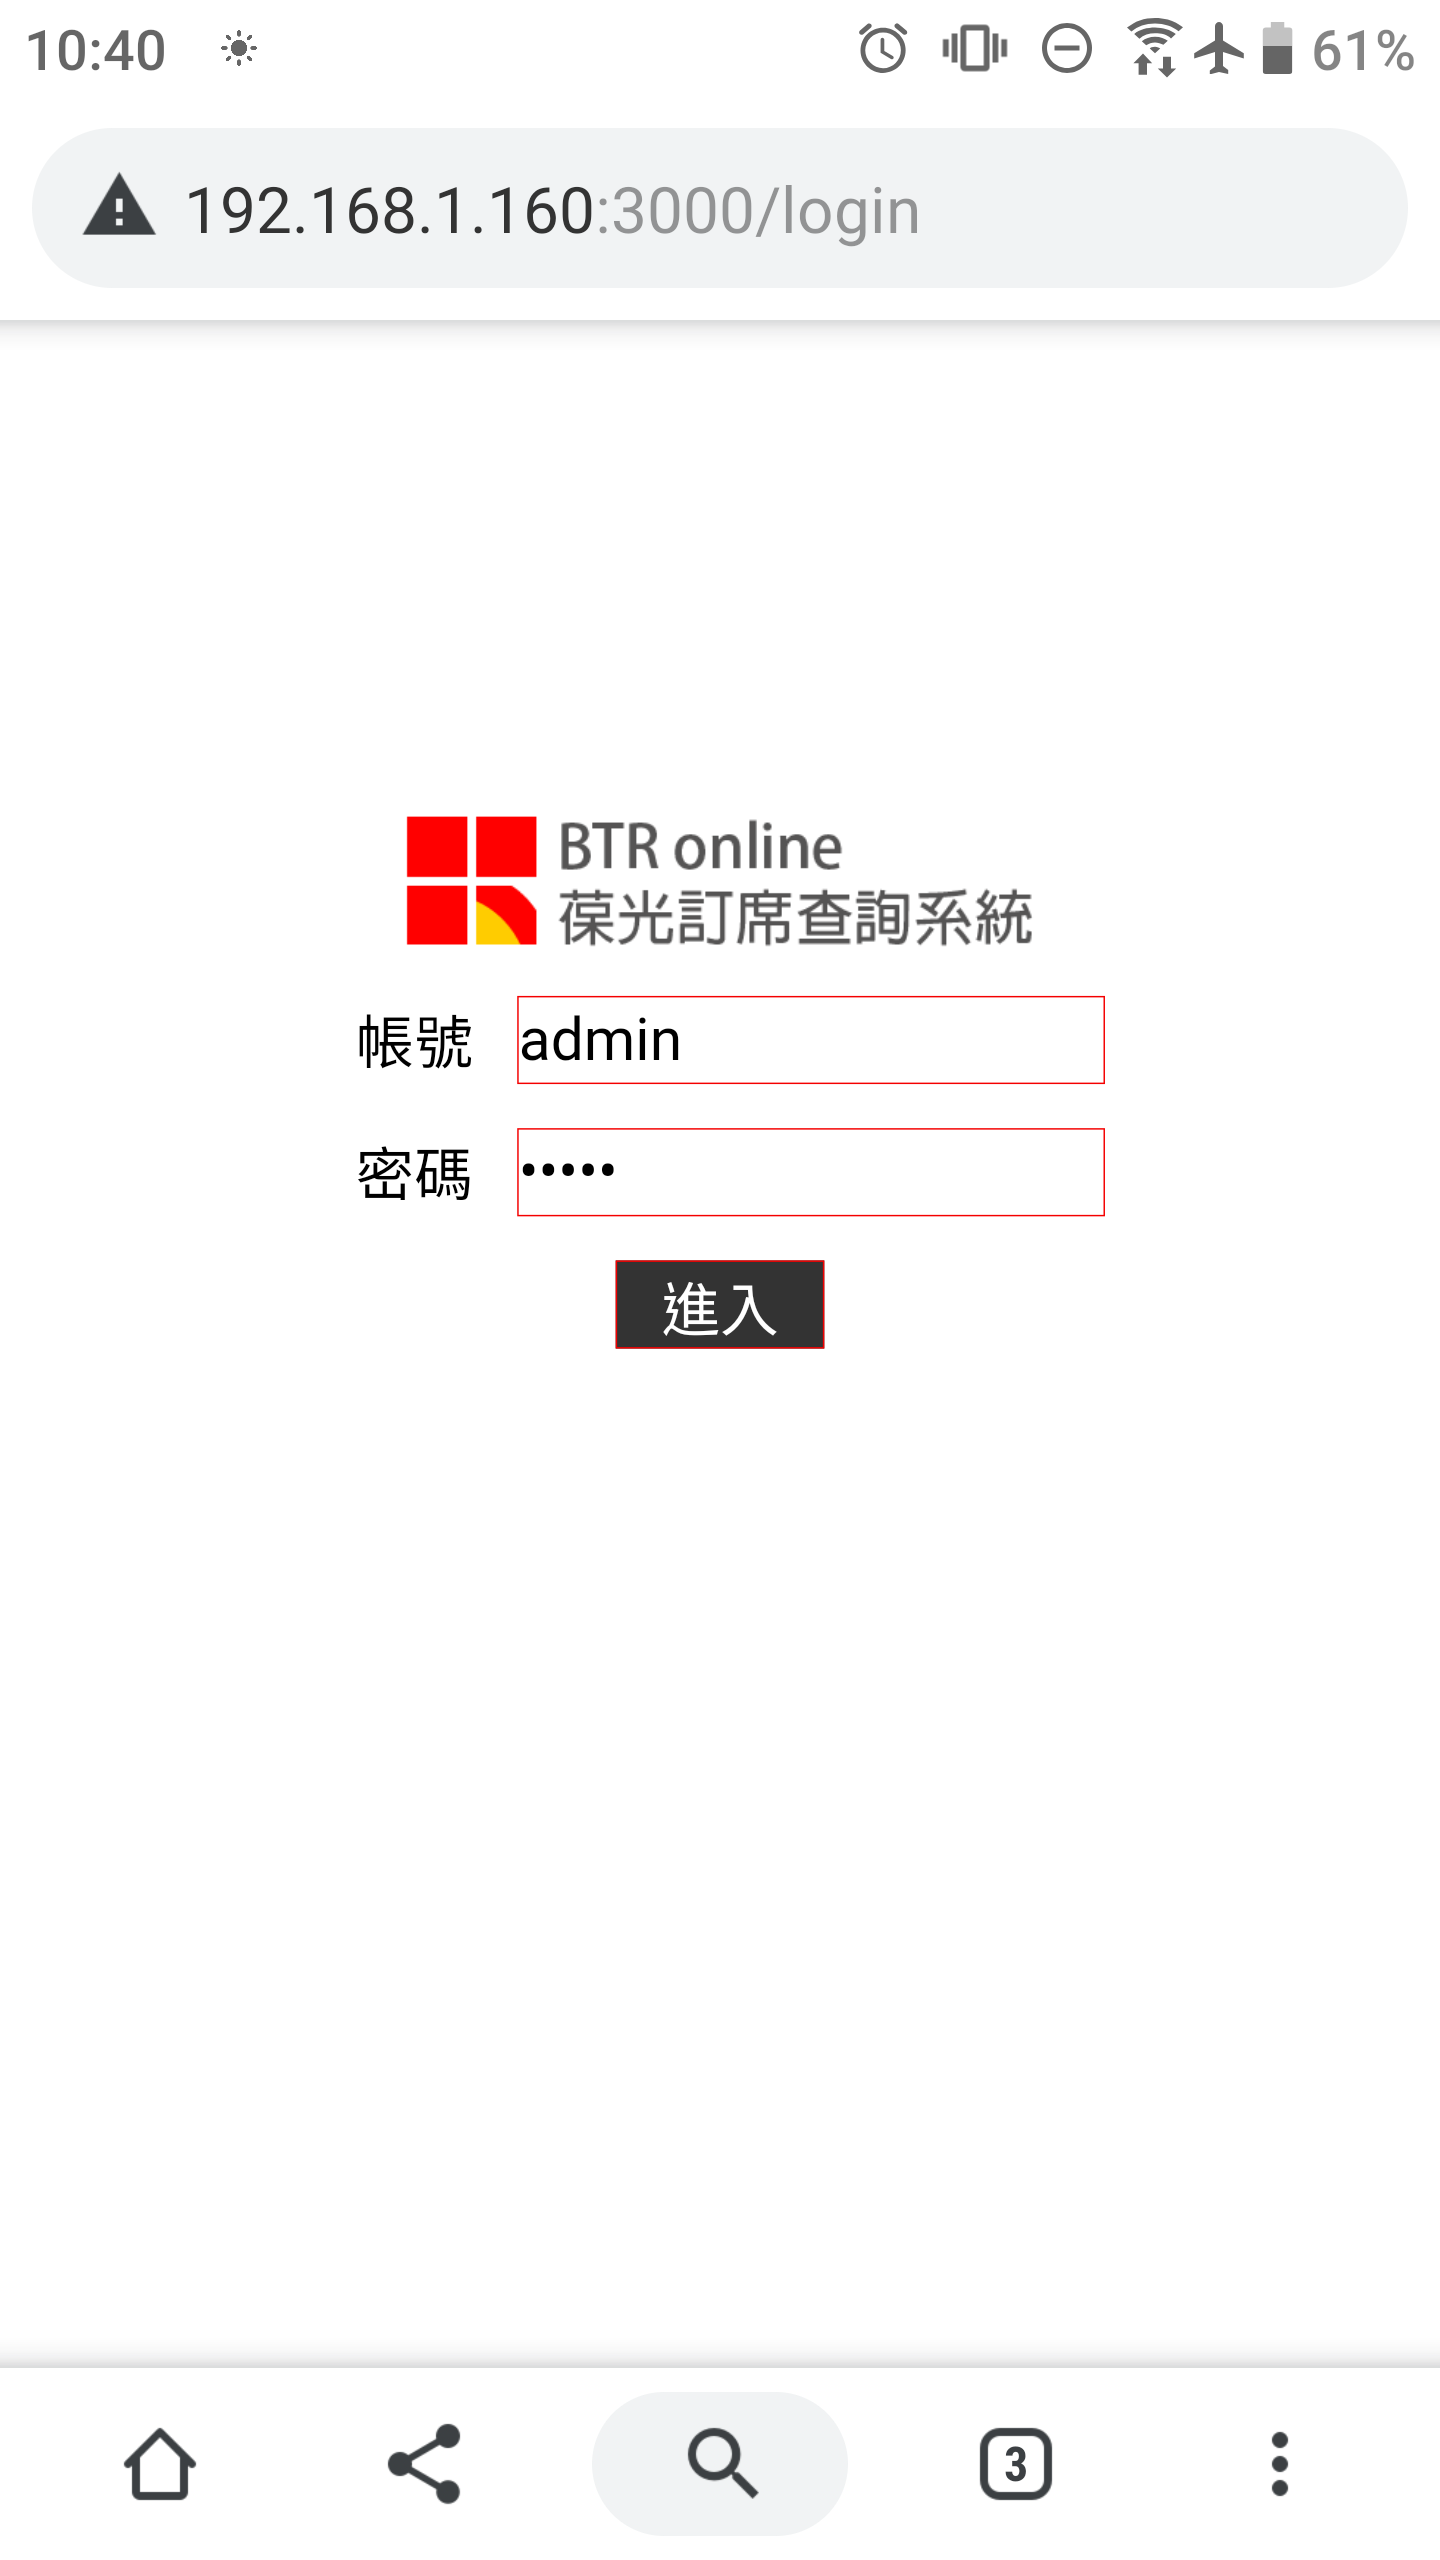 10:40
61%
192.168.1.160:3000/login
BTR online
葆光訂席查詢系統
帳號 admin
密碼 •••••
進入
3